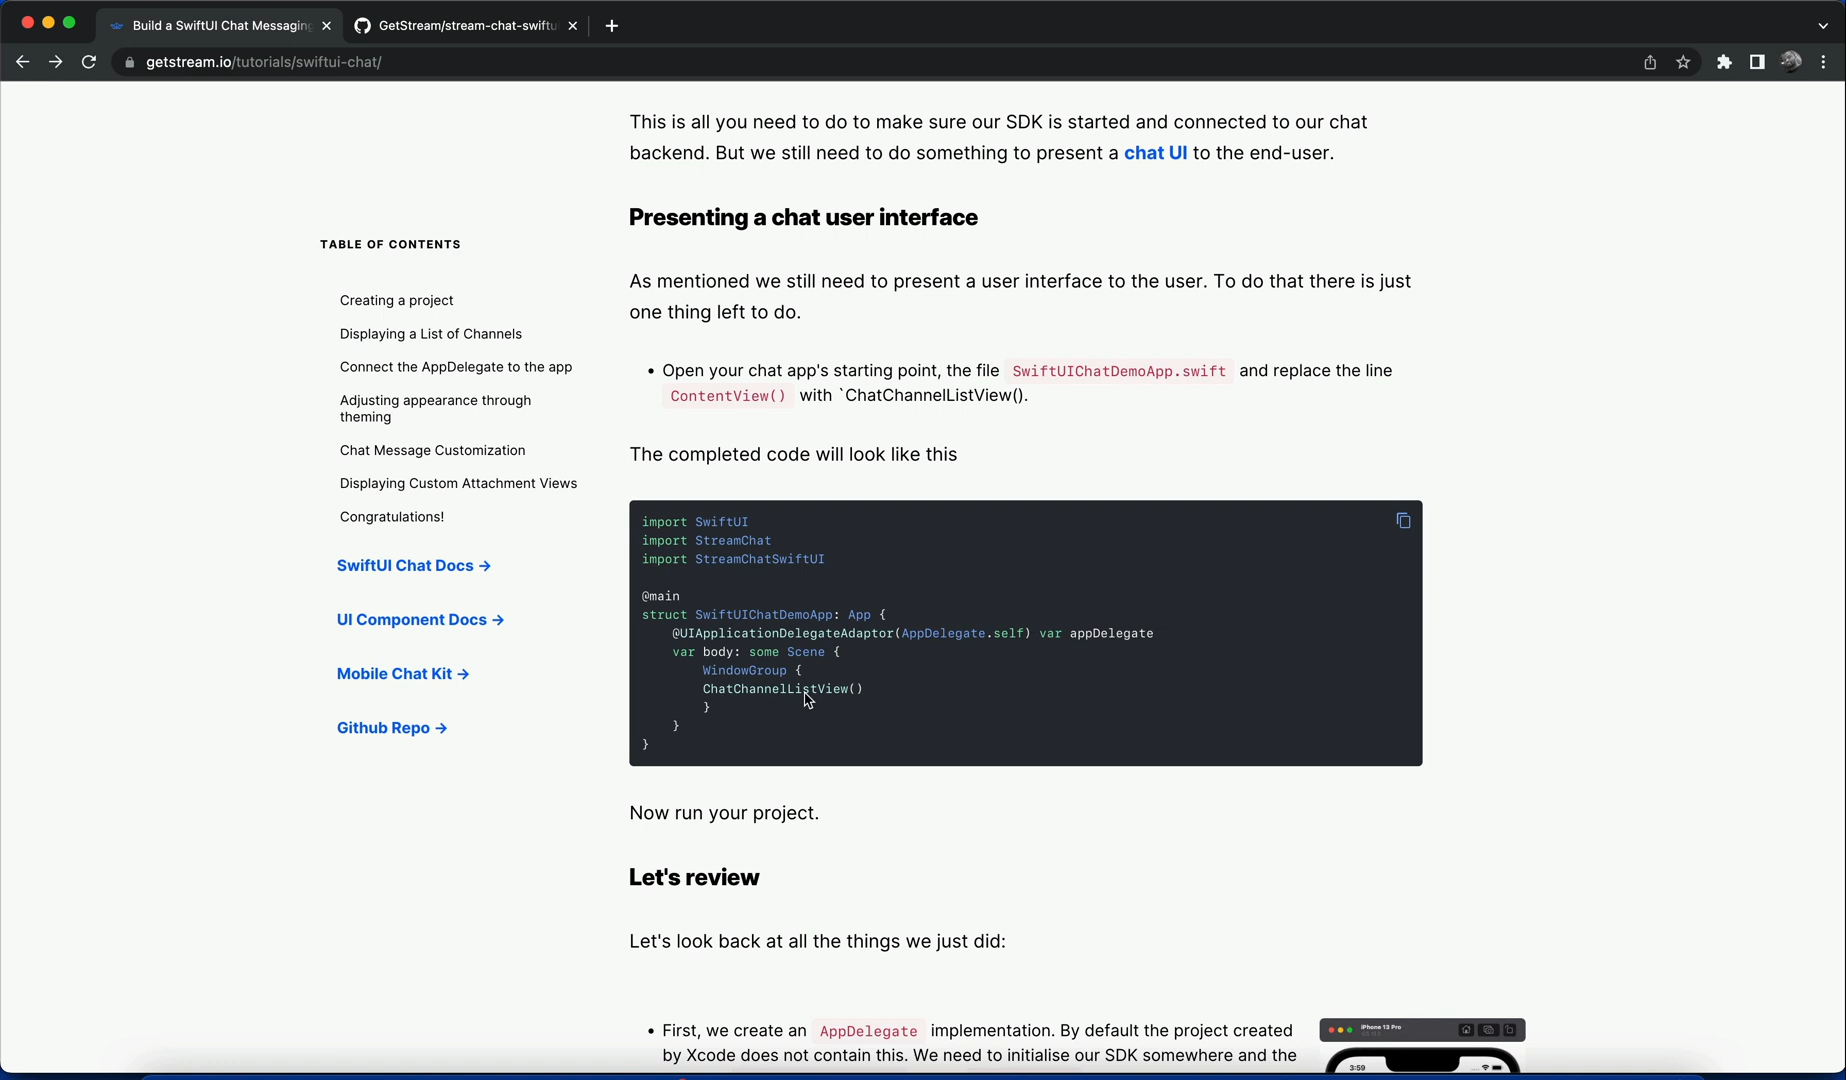 Build a SwiftUI Chat Messaging
GetStream/stream-chat-swiftu
getstream.io/tutorials/swiftui-chat/
This is all you need to do to make sure our SDK is started and connected to our chat
backend. But we still need to do something to present a chat UI to the end-user.
Presenting a chat user interface
TABLE OF CONTENTS
Creating a project
Displaying a List of Channels
Connect the AppDelegate to the app
Adjusting appearance through
theming
Chat Message Customization
Displaying Custom Attachment Views
Congratulations!
SwiftUI Chat Docs →
UI Component Docs →
Mobile Chat Kit →
Github Repo →
As mentioned we still need to present a user interface to the user. To do that there is just
one thing left to do.
• Open your chat app's starting point, the file SwiftUIChatDemoApp.swift and replace the line
ContentView() with `ChatChannelListView().
The completed code will look like this
import SwiftUI
import StreamChat
import StreamChatSwiftUI
@main
struct SwiftUIChatDemoApp: App {
@UIApplicationDelegateAdaptor(AppDelegate.self) var appDelegate
var body: some Scene {
WindowGroup {
ChatChannelListView()
}
}
}
Now run your project.
Let's review
Let's look back at all the things we just did:
• First, we create an AppDelegate implementation. By default the project created
by Xcode does not contain this. We need to initialise our SDK somewhere and the
iPhone 13 Pro
3:59